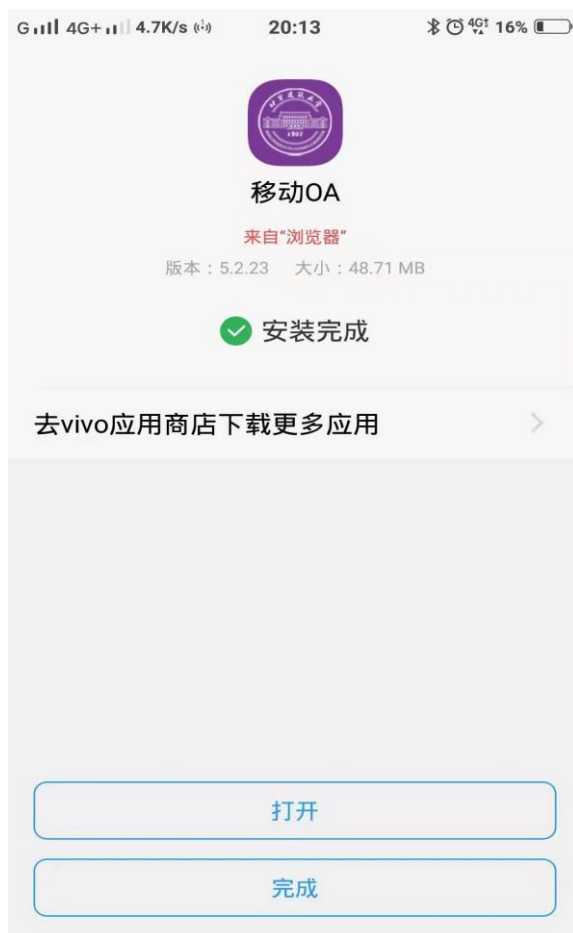 G 4G+ 4.7K/s 20:13 4G 16%
1907
移动OA
来自“浏览器”
版本：5.2.23 大小：48.71 MB
安装完成
去vivo应用商店下载更多应用
打开
完成